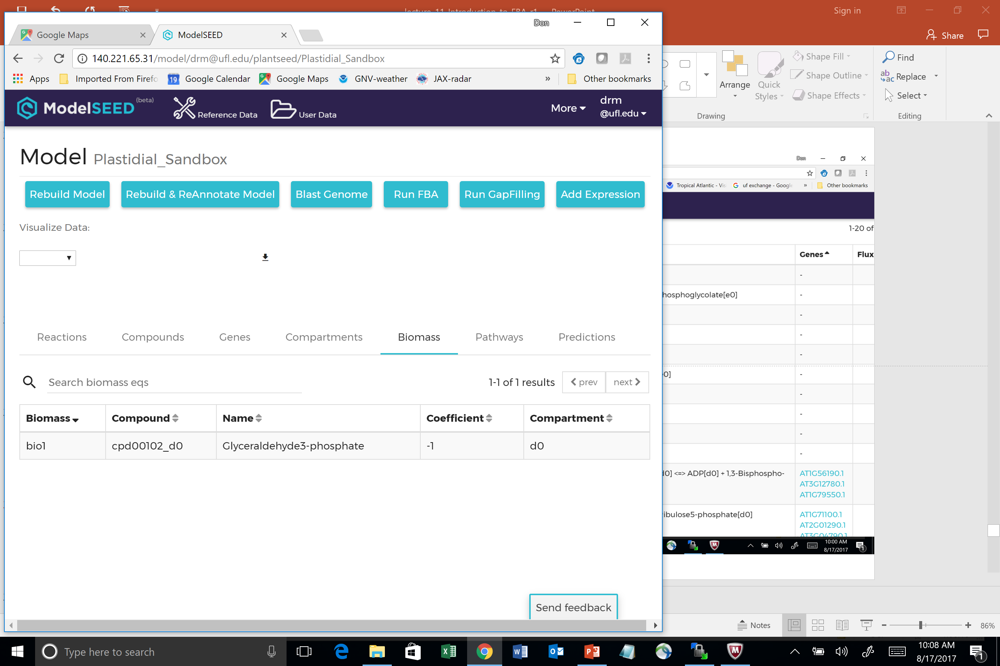 Sign in
Don
Google Maps
ModelSEED
Share
140.221.65.31/model/drm@ufl.edu/plantseed/Plastidial_Sandbox
Apps
Imported From Firefo
Google Calendar
Google Maps
GNV-weather
JAX-radar
»
Other bookmarks
Arrange
Quick
Styles
Shape Fill
Shape Outline
Shape Effects
Find
Replace
Select
Drawing
Editing
ModelSEED (beta)
Reference Data
User Data
More
drm
@ufl.edu
Model Plastidial_Sandbox
Rebuild Model
Rebuild & ReAnnotate Model
Blast Genome
Run FBA
Run GapFilling
Add Expression
Visualize Data:
Reactions
Compounds
Genes
Compartments
Biomass
Pathways
Predictions
Search biomass eqs
1-1 of 1 results
prev
next
Biomass Compound Name Coefficient Compartment
bio1 cpd00102_d0 Glyceraldehyde3-phosphate -1 d0
Send feedback
Don
Tropical Atlantic - Vis
uf exchange - Google
»
Other bookmarks
1-20 of
Genes Flux
-
hosphoglycolate[e0] -
-
-
-
0] -
-
-
-
-
d0] <=> ADP[d0] + 1,3-Bisphospho-
AT1G56190.1
AT3G12780.1
AT1G79550.1
ibulose5-phosphate[d0]
AT1G71100.1
AT2G01290.1
AT3G04790.1
10:00 AM
8/17/2017
1
Notes
86%
Type here to search
10:08 AM
8/17/2017
1